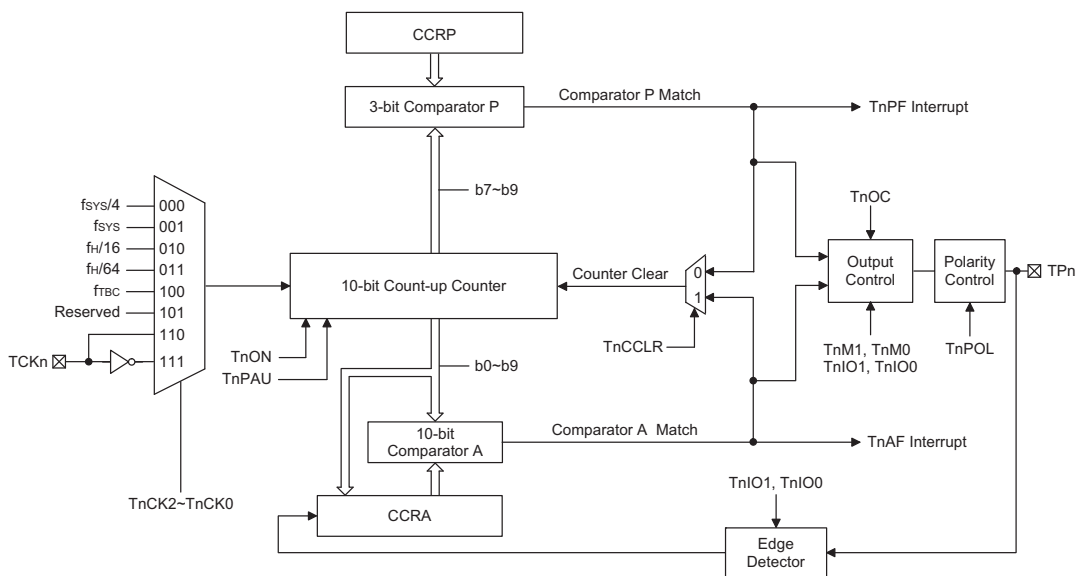 CCRP
3-bit Comparator P
Comparator P Match
TnPF Interrupt
b7~b9
fSYS/4
000
fSYS
001
fH/16
010
fH/64
011
fTBC
100
Reserved
101
110
TCKn
111
TnCK2~TnCK0
10-bit Count-up Counter
TnON
TnPAU
Counter Clear
0
1
TnCCLR
TnOC
Output
Control
Polarity
Control
TPn
TnM1, TnM0
TnIO1, TnIO0
TnPOL
b0~b9
10-bit
Comparator A
Comparator A Match
TnAF Interrupt
CCRA
TnIO1, TnIO0
Edge
Detector